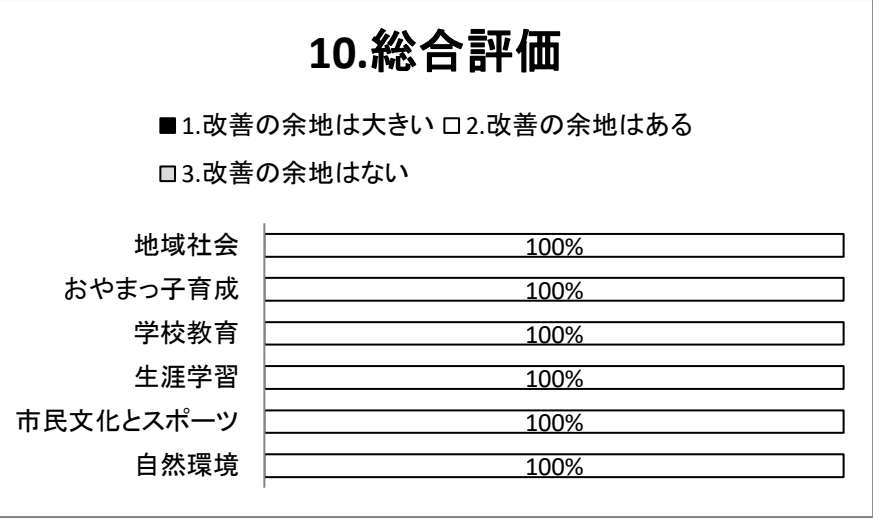 10.総合評価
■1.改善の余地は大きい □2.改善の余地はある
□3.改善の余地はない
地域社会 100%
おやまっ子育成 100%
学校教育 100%
生涯学習 100%
市民文化とスポーツ 100%
自然環境 100%